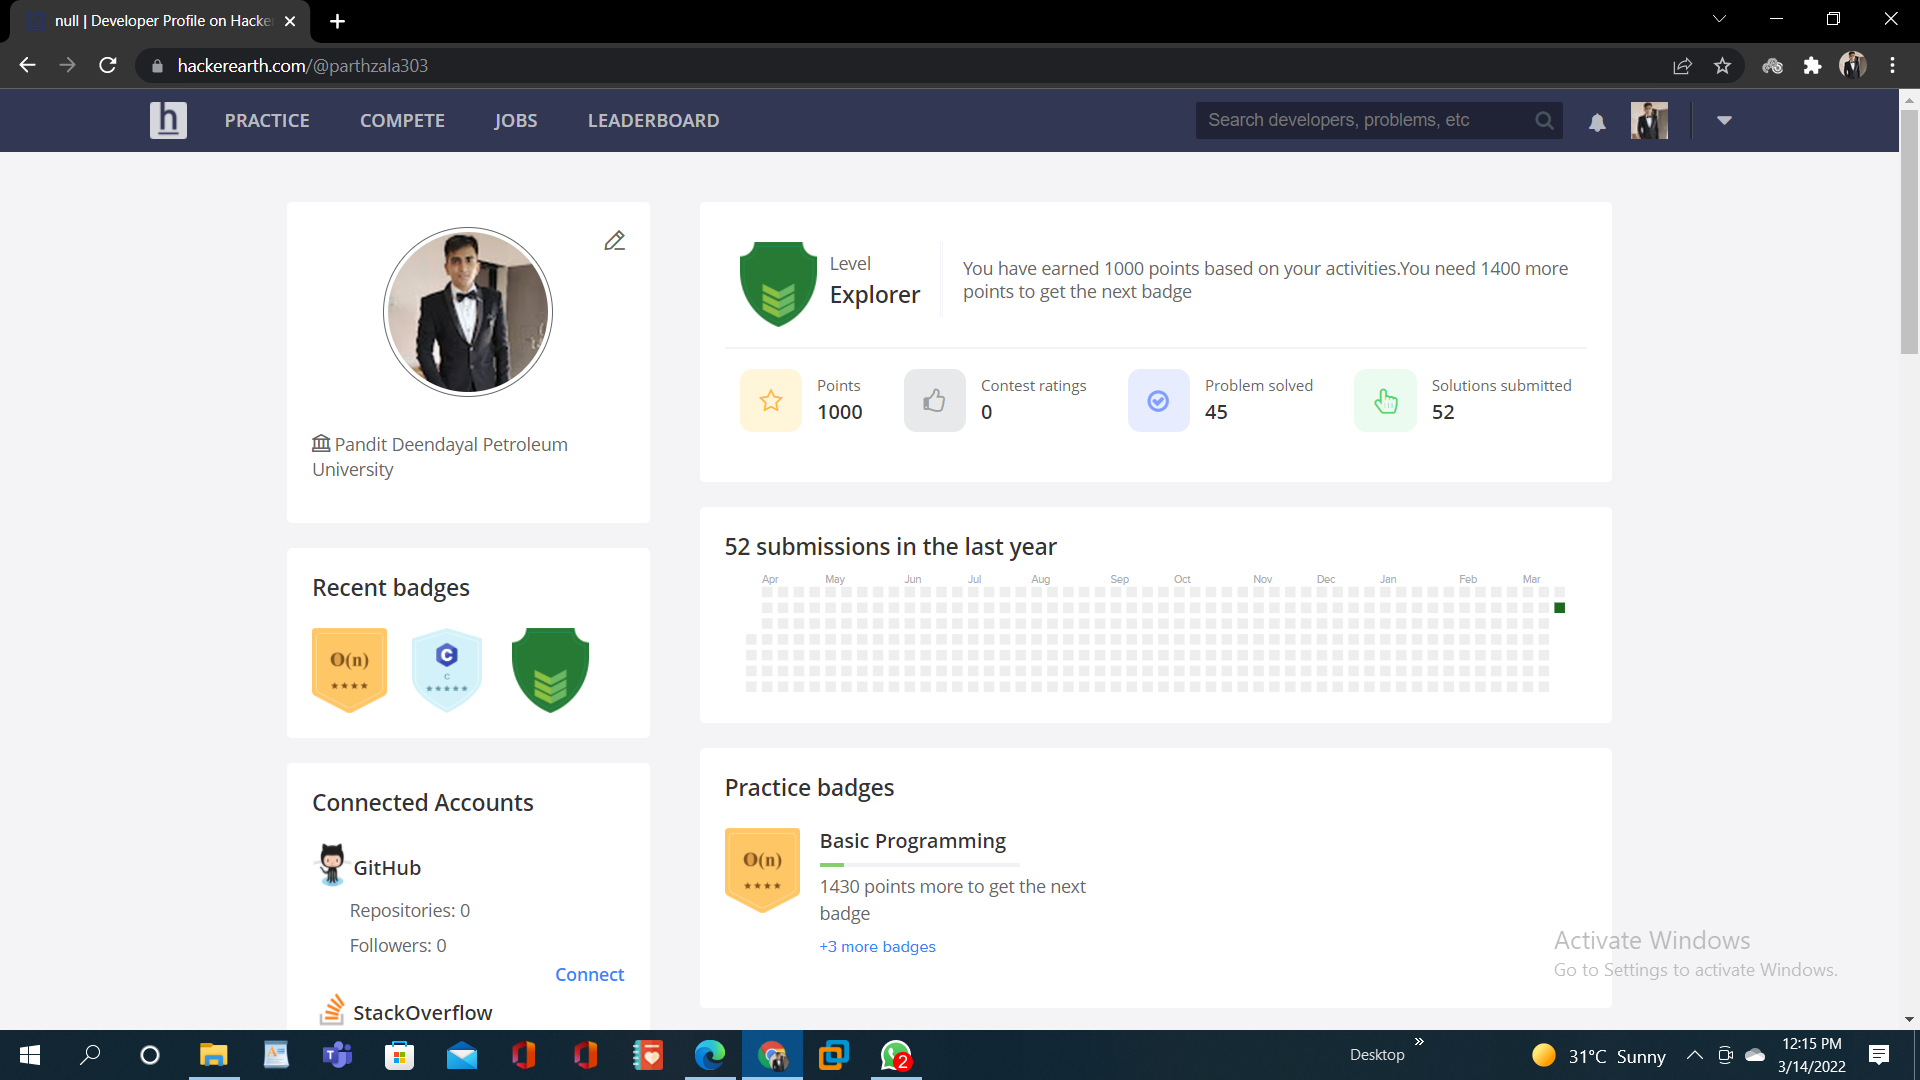 null | Developer Profile on Hacke
hackerearth.com/@parthzala303
h
PRACTICE
COMPETE
JOBS
LEADERBOARD
Search developers, problems, etc
Level
Explorer
You have earned 1000 points based on your activities.You need 1400 more
points to get the next badge
Points
1000
Contest ratings
0
Problem solved
45
Solutions submitted
52
Pandit Deendayal Petroleum
University
52 submissions in the last year
Apr May Jun Jul Aug Sep Oct Nov Dec Jan Feb Mar
Recent badges
O(n)
C
C
Connected Accounts
GitHub
Repositories: 0
Followers: 0
Connect
StackOverflow
Practice badges
O(n)
Basic Programming
1430 points more to get the next
badge
+3 more badges
Activate Windows
Go to Settings to activate Windows.
2
Desktop
31°C Sunny
12:15 PM
3/14/2022